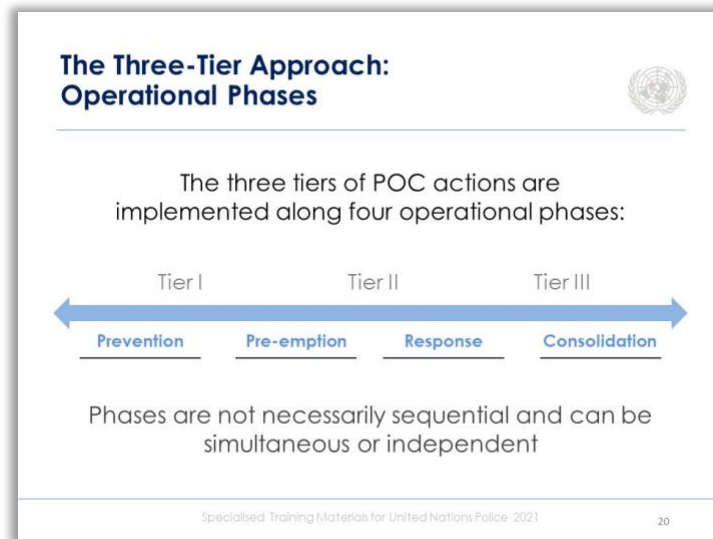 The Three-Tier Approach:
Operational Phases
The three tiers of POC actions are
implemented along four operational phases:
Tier I Tier II Tier III
Prevention Pre-emption Response Consolidation
Phases are not necessarily sequential and can be
simultaneous or independent
Specialised Training Materials for United Nations Police 2021
20